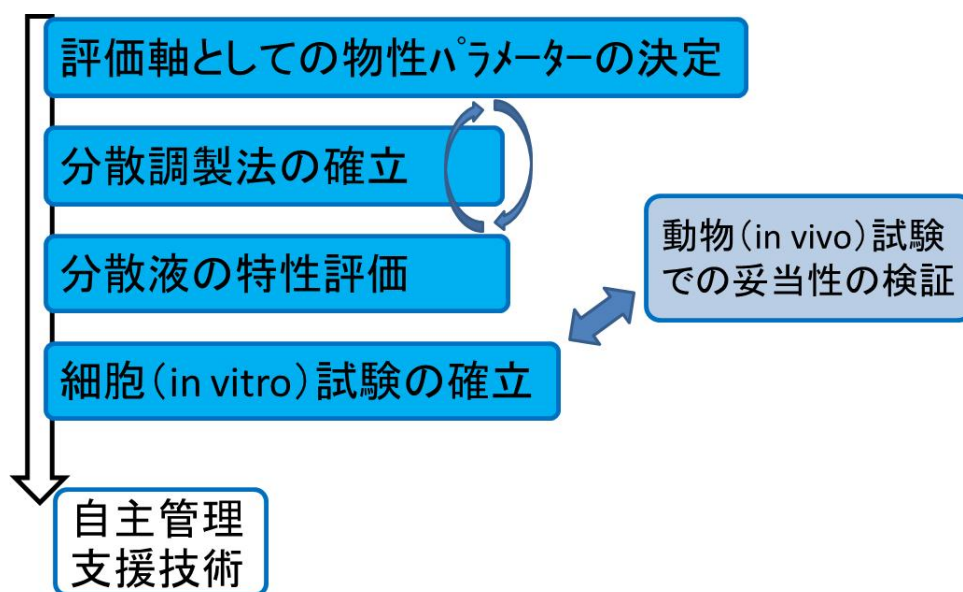 評価軸としての物性ﾊﾟﾗﾒｰﾀｰの決定
分散調製法の確立
分散液の特性評価
動物（in vivo）試験
での妥当性の検証
細胞（in vitro）試験の確立
自主管理
支援技術